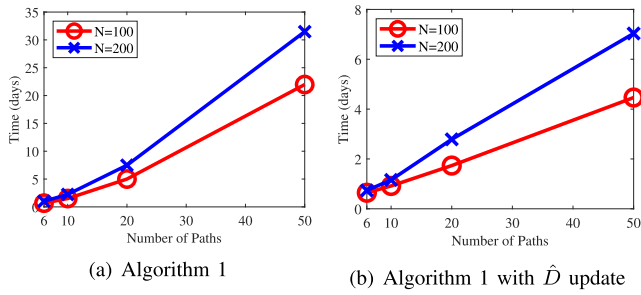 35
30
25
20
15
10
5
0
Time (days)
N=100
N=200
6 10 20 30 40 50
Number of Paths
(a) Algorithm 1
8
6
4
2
0
Time (days)
N=100
N=200
6 10 20 30 40 50
Number of Paths
(b) Algorithm 1 with D̂ update